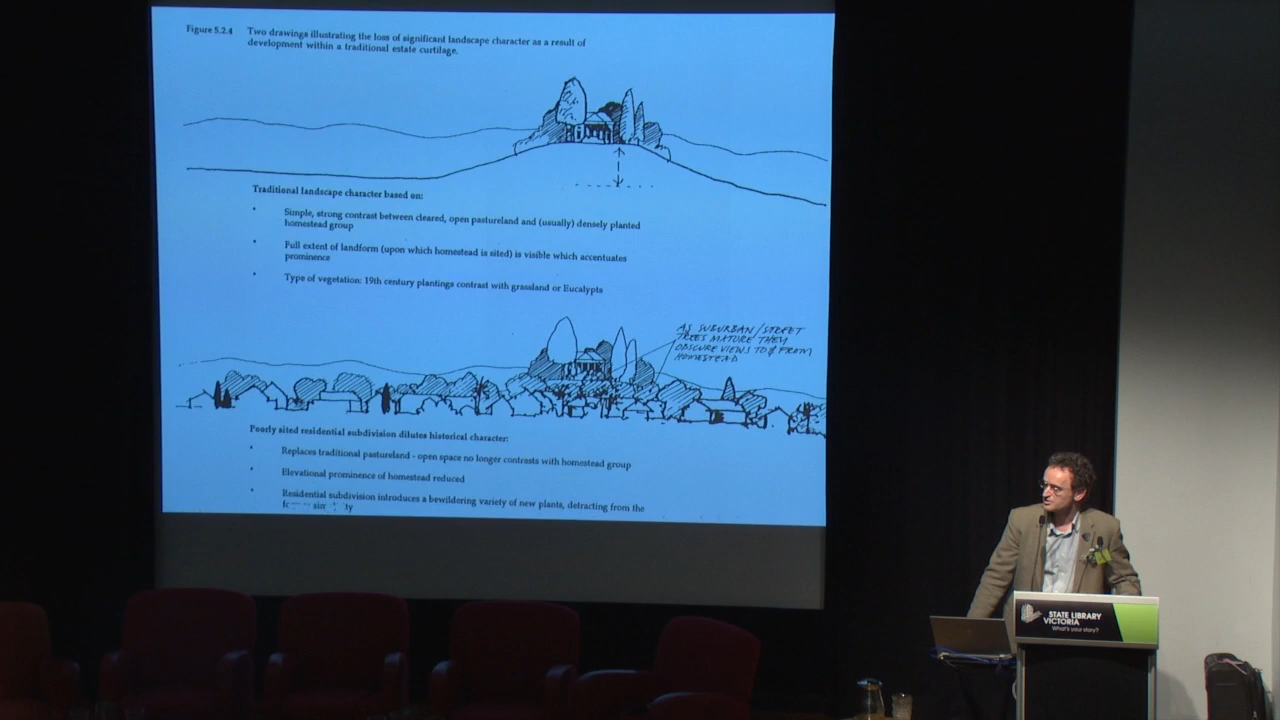 Figure 5.2.4 Two drawings illustrating the loss of significant landscape character as a result of
development within a traditional estate curtilage.
Traditional landscape character based on:
• Simple, strong contrast between cleared, open pastureland and (usually) densely planted
homestead group
• Full extent of landform (upon which homestead is sited) is visible which accentuates
prominence
• Type of vegetation: 19th century plantings contrast with grassland or Eucalypts
AS SUBURBAN/STREET
TREES MATURE THEY
OBSCURE VIEWS TO & FROM
HOMESTEAD
Poorly sited residential subdivision dilutes historical character:
• Replaces traditional pastureland - open space no longer contrasts with homestead group
• Elevational prominence of homestead reduced
• Residential subdivision introduces a bewildering variety of new plants, detracting from the
STATE LIBRARY
VICTORIA
What's your story?